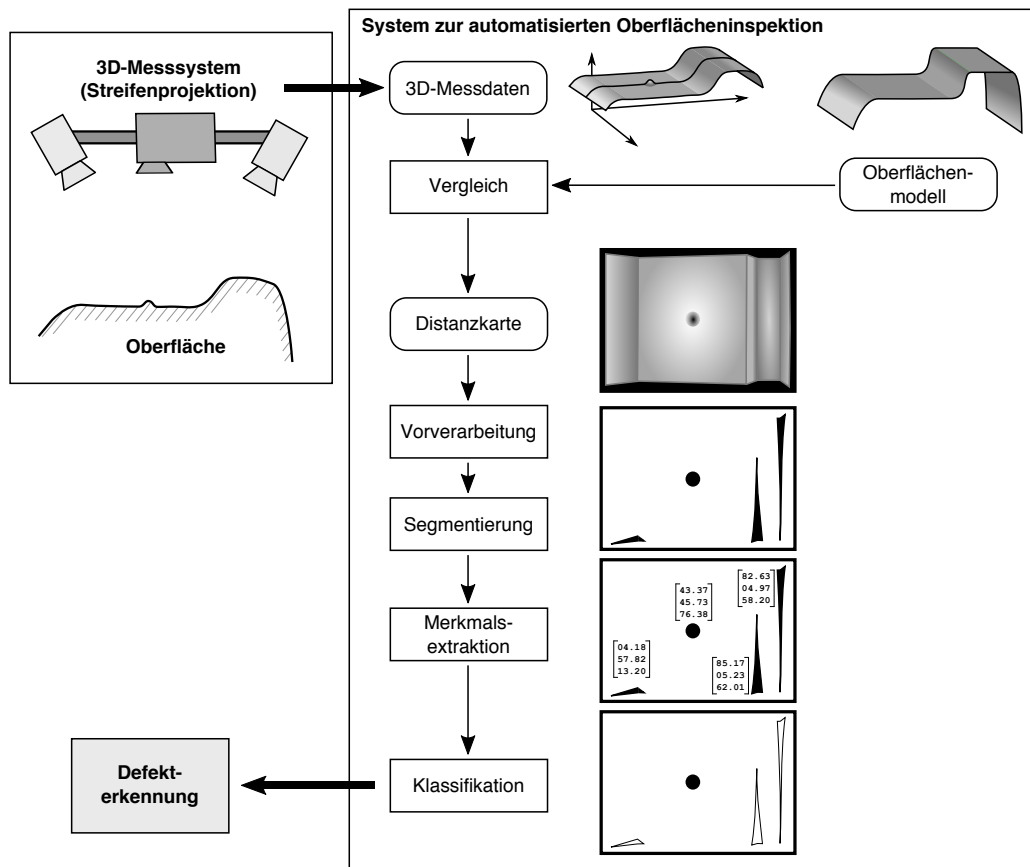 System zur automatisierten Oberflächeninspektion
3D-Messsystem
(Streifenprojektion)
3D-Messdaten
Vergleich
Oberflächen-
modell
Oberfläche
Distanzkarte
Vorverarbeitung
Segmentierung
Merkmals-
extraktion
82.63
04.97
58.20
43.37
45.73
76.38
04.18
57.82
13.20
85.17
05.23
62.01
Klassifikation
Defekt-
erkennung